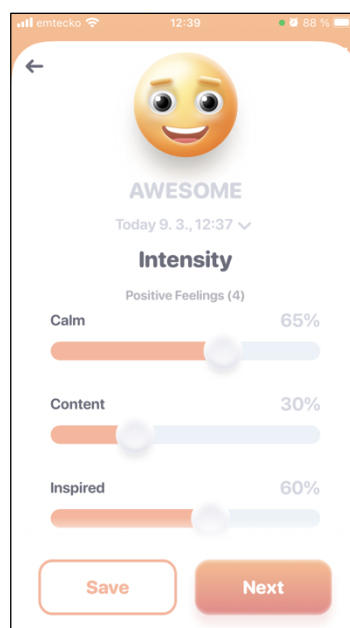 emtecko 12:39 88 %
AWESOME
Today 9. 3., 12:37
Intensity
Positive Feelings (4)
Calm 65%
Content 30%
Inspired 60%
Save Next